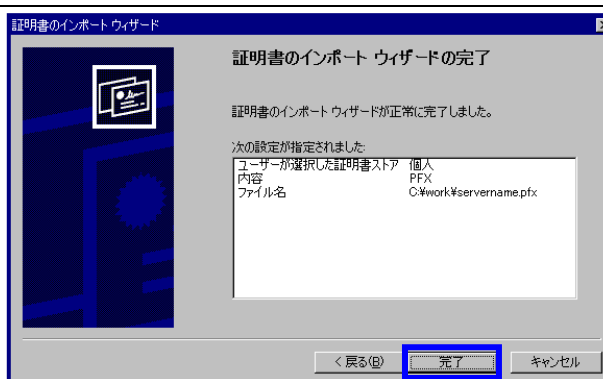 証明書のインポート ウィザード
証明書のインポート ウィザードの完了
証明書のインポート ウィザードが正常に完了しました。
次の設定が指定されました:
ユーザーが選択した証明書ストア 個人
内容 PFX
ファイル名 C:¥work¥servername.pfx
< 戻る(B) 完了 キャンセル